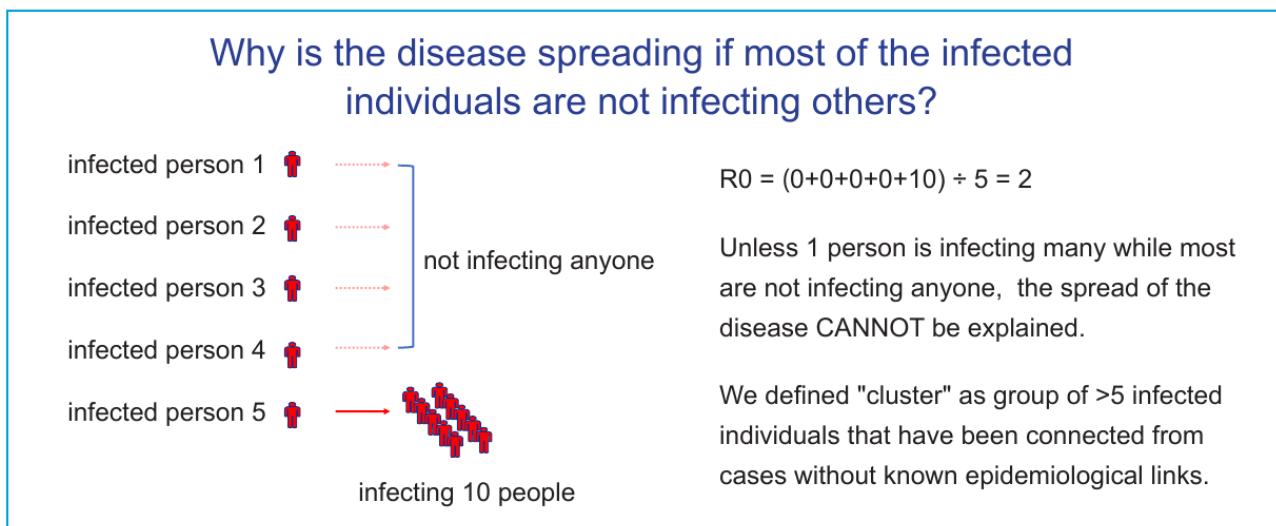 Why is the disease spreading if most of the infected
individuals are not infecting others?
infected person 1
infected person 2
infected person 3
infected person 4
infected person 5
not infecting anyone
infecting 10 people
R0 = (0+0+0+0+10) ÷ 5 = 2
Unless 1 person is infecting many while most
are not infecting anyone, the spread of the
disease CANNOT be explained.
We defined "cluster" as group of >5 infected
individuals that have been connected from
cases without known epidemiological links.